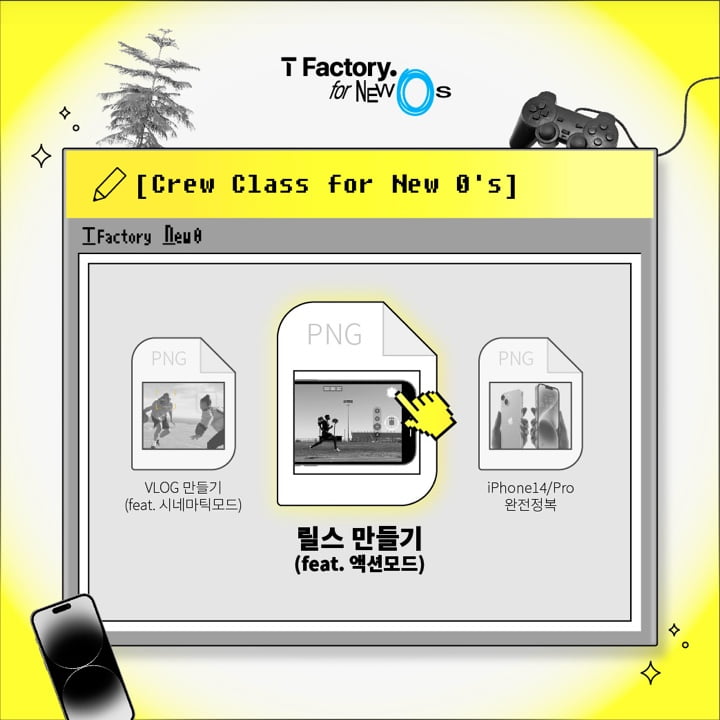 T Factory.
for NEW Os
[Crew Class for New 0's]
TFactory New0
PNG
VLOG 만들기
(feat. 시네마틱모드)
PNG
릴스 만들기
(feat. 액션모드)
PNG
iPhone14/Pro
완전정복